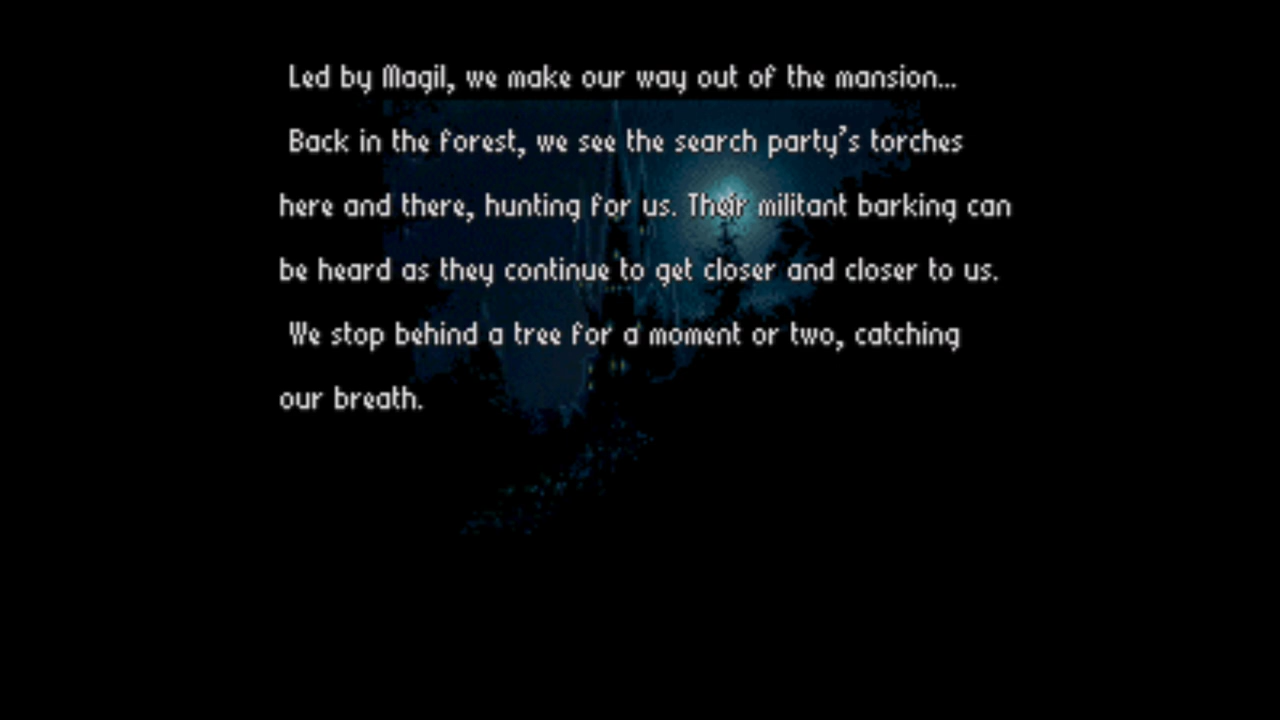 Led by Magil, we make our way out of the mansion...
Back in the forest, we see the search party's torches
here and there, hunting for us. Their militant barking can
be heard as they continue to get closer and closer to us.
We stop behind a tree for a moment or two, catching
our breath.